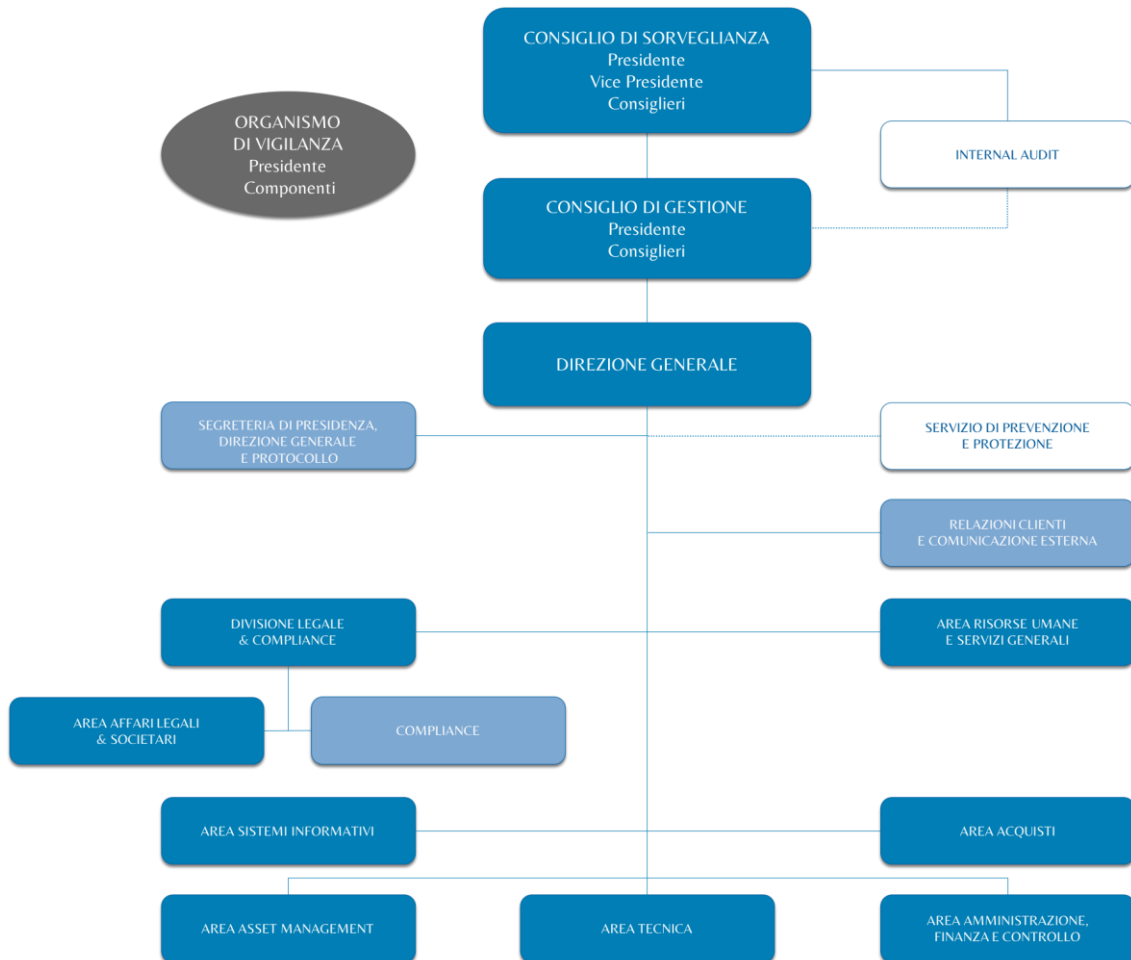 CONSIGLIO DI SORVEGLIANZA
Presidente
Vice Presidente
Consiglieri
ORGANISMO
DI VIGILANZA
Presidente
Componenti
INTERNAL AUDIT
CONSIGLIO DI GESTIONE
Presidente
Consiglieri
DIREZIONE GENERALE
SEGRETERIA DI PRESIDENZA,
DIREZIONE GENERALE
E PROTOCOLLO
SERVIZIO DI PREVENZIONE
E PROTEZIONE
RELAZIONI CLIENTI
E COMUNICAZIONE ESTERNA
DIVISIONE LEGALE
& COMPLIANCE
AREA RISORSE UMANE
E SERVIZI GENERALI
AREA AFFARI LEGALI
& SOCIETARI
COMPLIANCE
AREA SISTEMI INFORMATIVI
AREA ACQUISTI
AREA ASSET MANAGEMENT
AREA TECNICA
AREA AMMINISTRAZIONE,
FINANZA E CONTROLLO